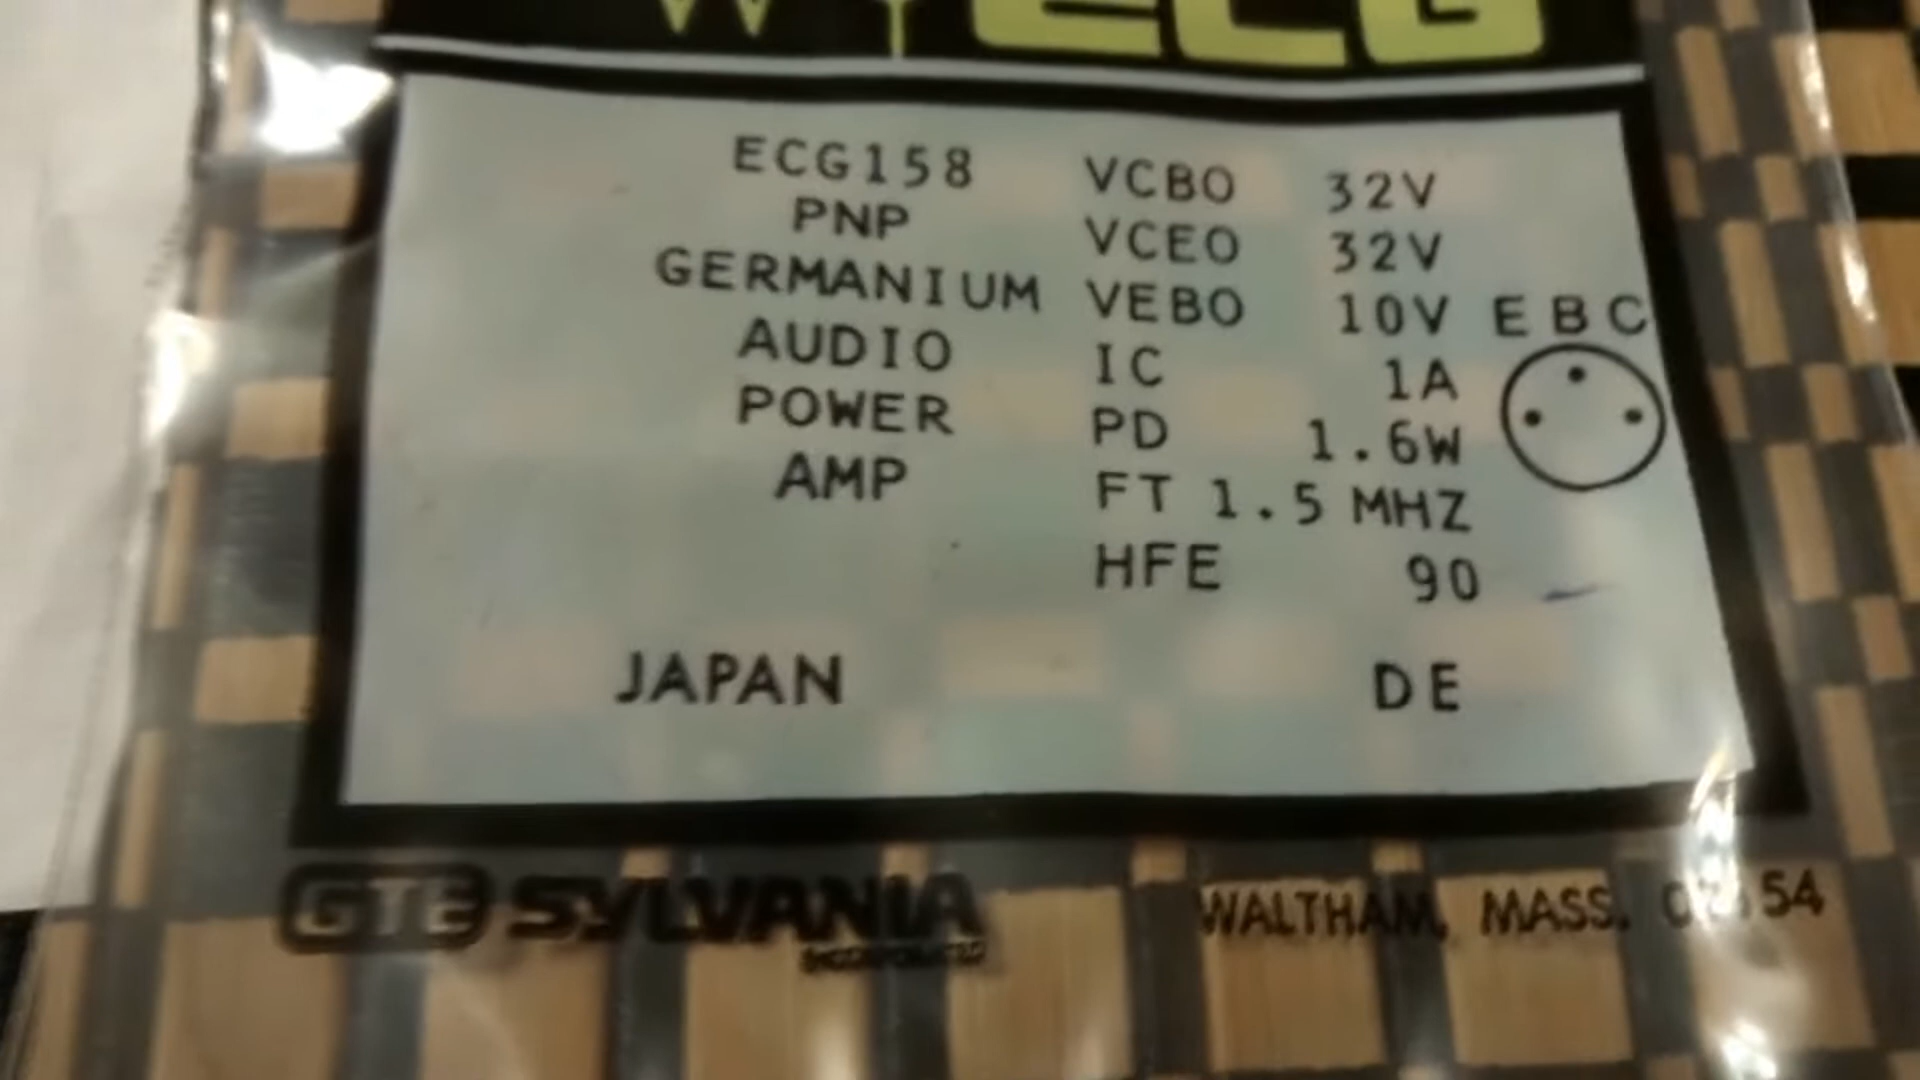 ECG
ECG158 VCBO 32V
PNP VCEO 32V
GERMANIUM VEBO 10V E B C
AUDIO IC 1A
POWER PD 1.6W
AMP FT 1.5 MHZ
HFE 90
JAPAN DE
GTE SYLVANIA WALTHAM, MASS.
INCORPORATED